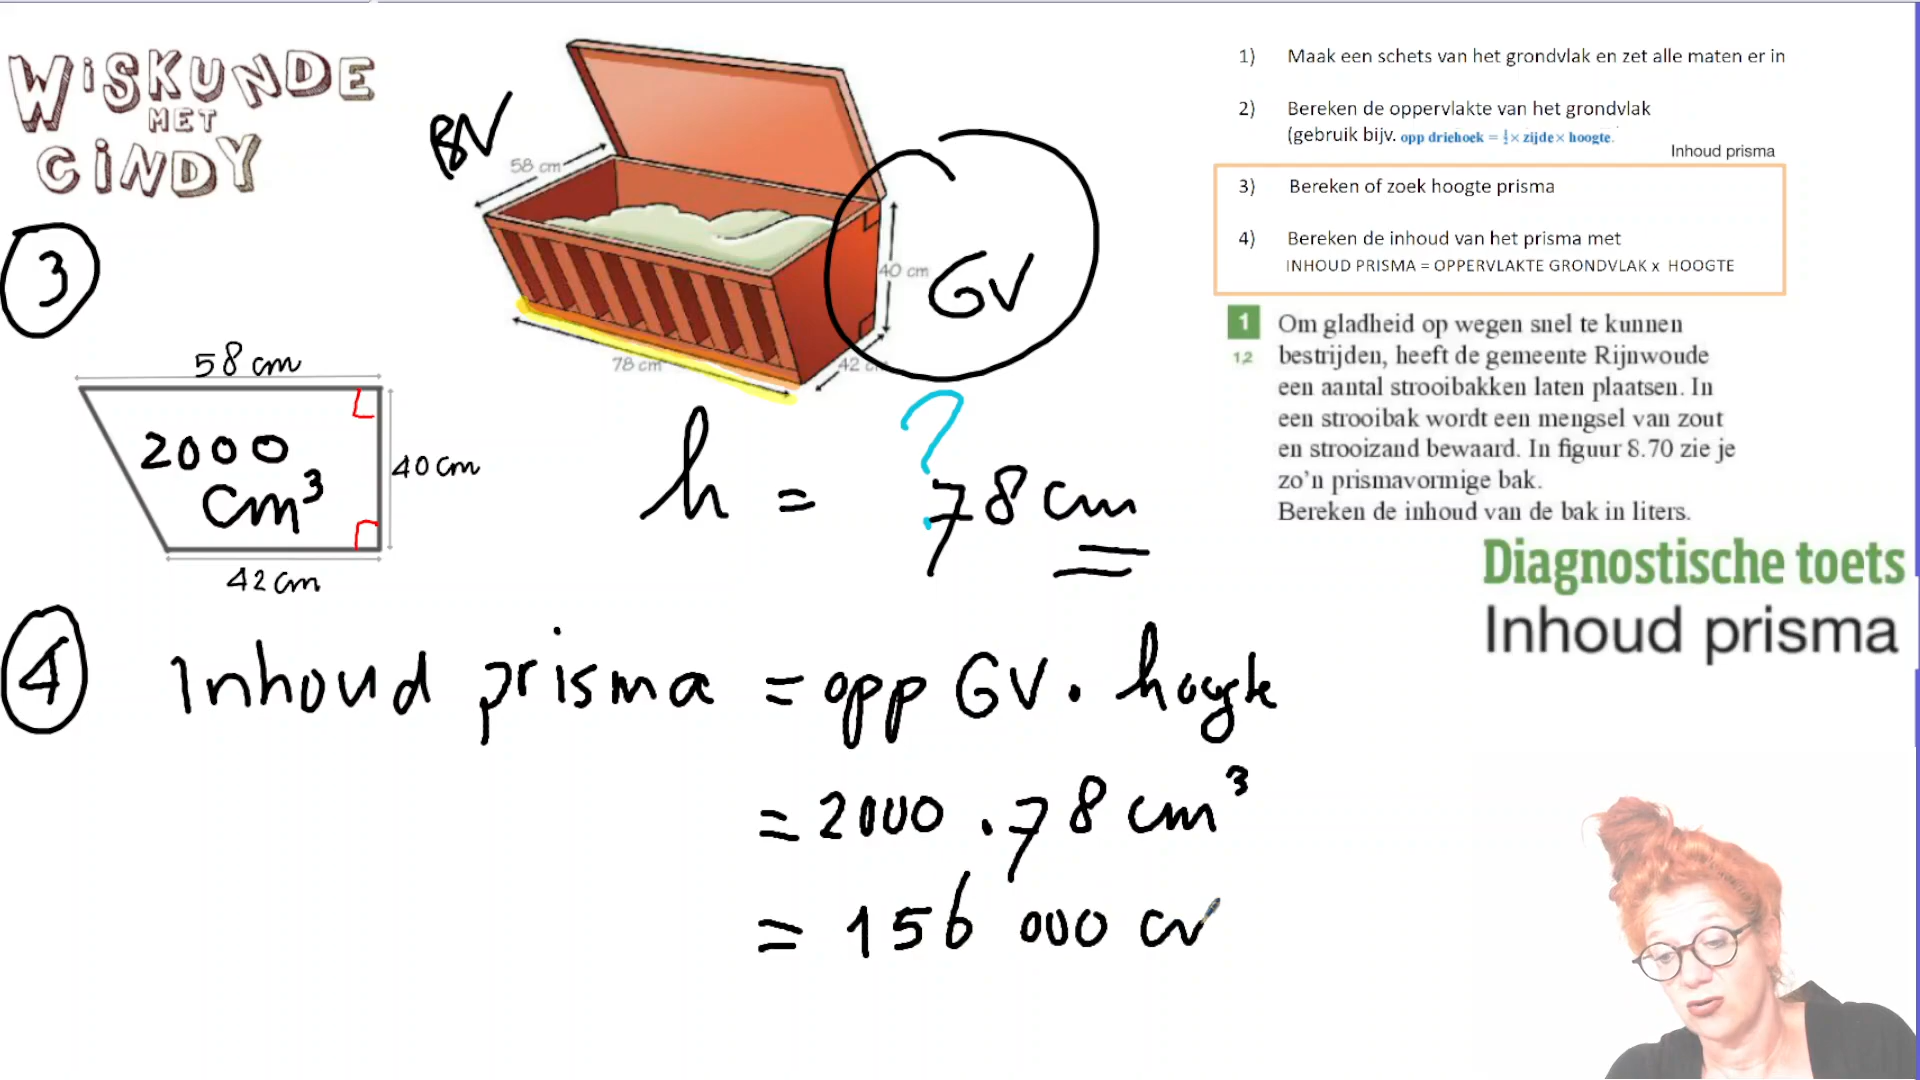 WISKUNDE
MET
CINDY
BV
58 cm
GV
40 cm
78 cm
42 c
1) Maak een schets van het grondvlak en zet alle maten er in
2) Bereken de oppervlakte van het grondvlak
(gebruik bijv. opp driehoek = ½ × zijde × hoogte.
Inhoud prisma
3) Bereken of zoek hoogte prisma
4) Bereken de inhoud van het prisma met
INHOUD PRISMA = OPPERVLAKTE GRONDVLAK x HOOGTE
1 Om gladheid op wegen snel te kunnen
1,2 bestrijden, heeft de gemeente Rijnwoude
een aantal strooibakken laten plaatsen. In
een strooibak wordt een mengsel van zout
en strooizand bewaard. In figuur 8.70 zie je
zo'n prismavormige bak.
Bereken de inhoud van de bak in liters.
Diagnostische toets
Inhoud prisma
3
58 cm
2000
cm³
40 cm
42 cm
?
h = 78 cm
4 Inhoud prisma = opp GV . hoogte
= 2000 . 78 cm³
= 156 000 cm